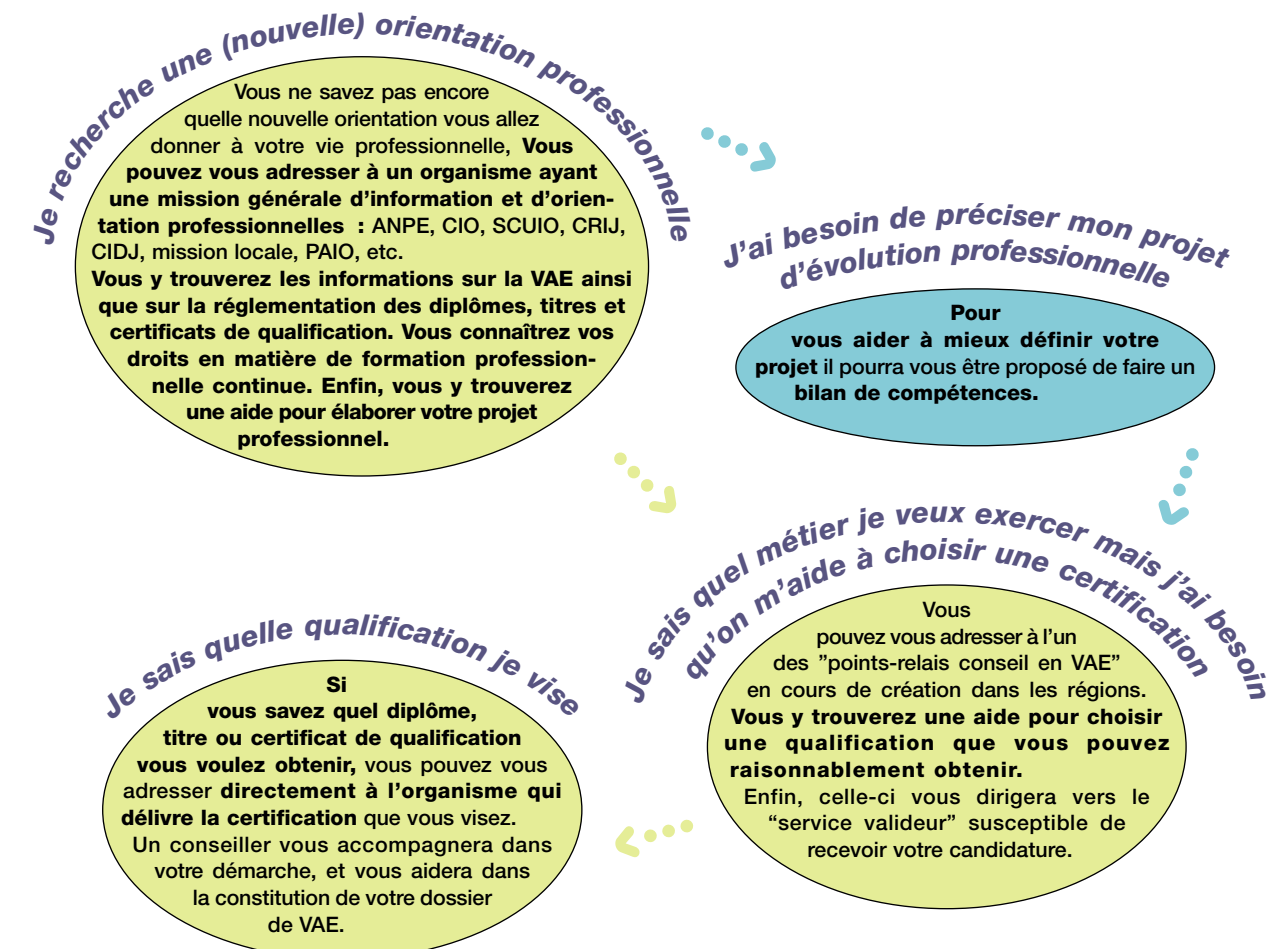 Je recherche une (nouvelle) orientation professionnelle
Vous ne savez pas encore
quelle nouvelle orientation vous allez
donner à votre vie professionnelle, Vous
pouvez vous adresser à un organisme ayant
une mission générale d'information et d'orien-
tation professionnelles : ANPE, CIO, SCUIO, CRIJ,
CIDJ, mission locale, PAIO, etc.
Vous y trouverez les informations sur la VAE ainsi
que sur la réglementation des diplômes, titres et
certificats de qualification. Vous connaîtrez vos
droits en matière de formation profession-
nelle continue. Enfin, vous y trouverez
une aide pour élaborer votre projet
professionnel.
J'ai besoin de préciser mon projet
d'évolution professionnelle
Pour
vous aider à mieux définir votre
projet il pourra vous être proposé de faire un
bilan de compétences.
Je sais quel métier je veux exercer mais j'ai besoin
qu'on m'aide à choisir une certification
Vous
pouvez vous adresser à l'un
des "points-relais conseil en VAE"
en cours de création dans les régions.
Vous y trouverez une aide pour choisir
une qualification que vous pouvez
raisonnablement obtenir.
Enfin, celle-ci vous dirigera vers le
“service valideur” susceptible de
recevoir votre candidature.
Je sais quelle qualification je vise
Si
vous savez quel diplôme,
titre ou certificat de qualification
vous voulez obtenir, vous pouvez vous
adresser directement à l'organisme qui
délivre la certification que vous visez.
Un conseiller vous accompagnera dans
votre démarche, et vous aidera dans
la constitution de votre dossier
de VAE.